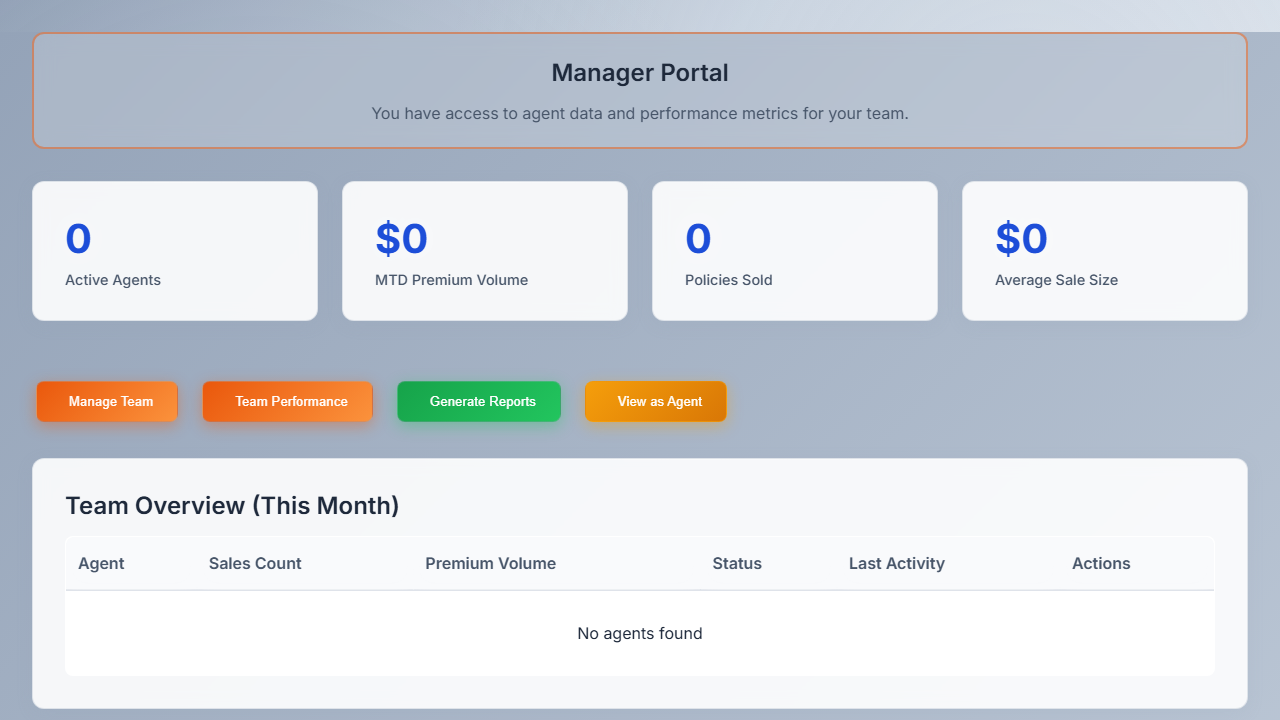 Manager Portal
You have access to agent data and performance metrics for your team.
0
Active Agents
$0
MTD Premium Volume
0
Policies Sold
$0
Average Sale Size
Manage Team
Team Performance
Generate Reports
View as Agent
Team Overview (This Month)
Agent Sales Count Premium Volume Status Last Activity Actions
No agents found